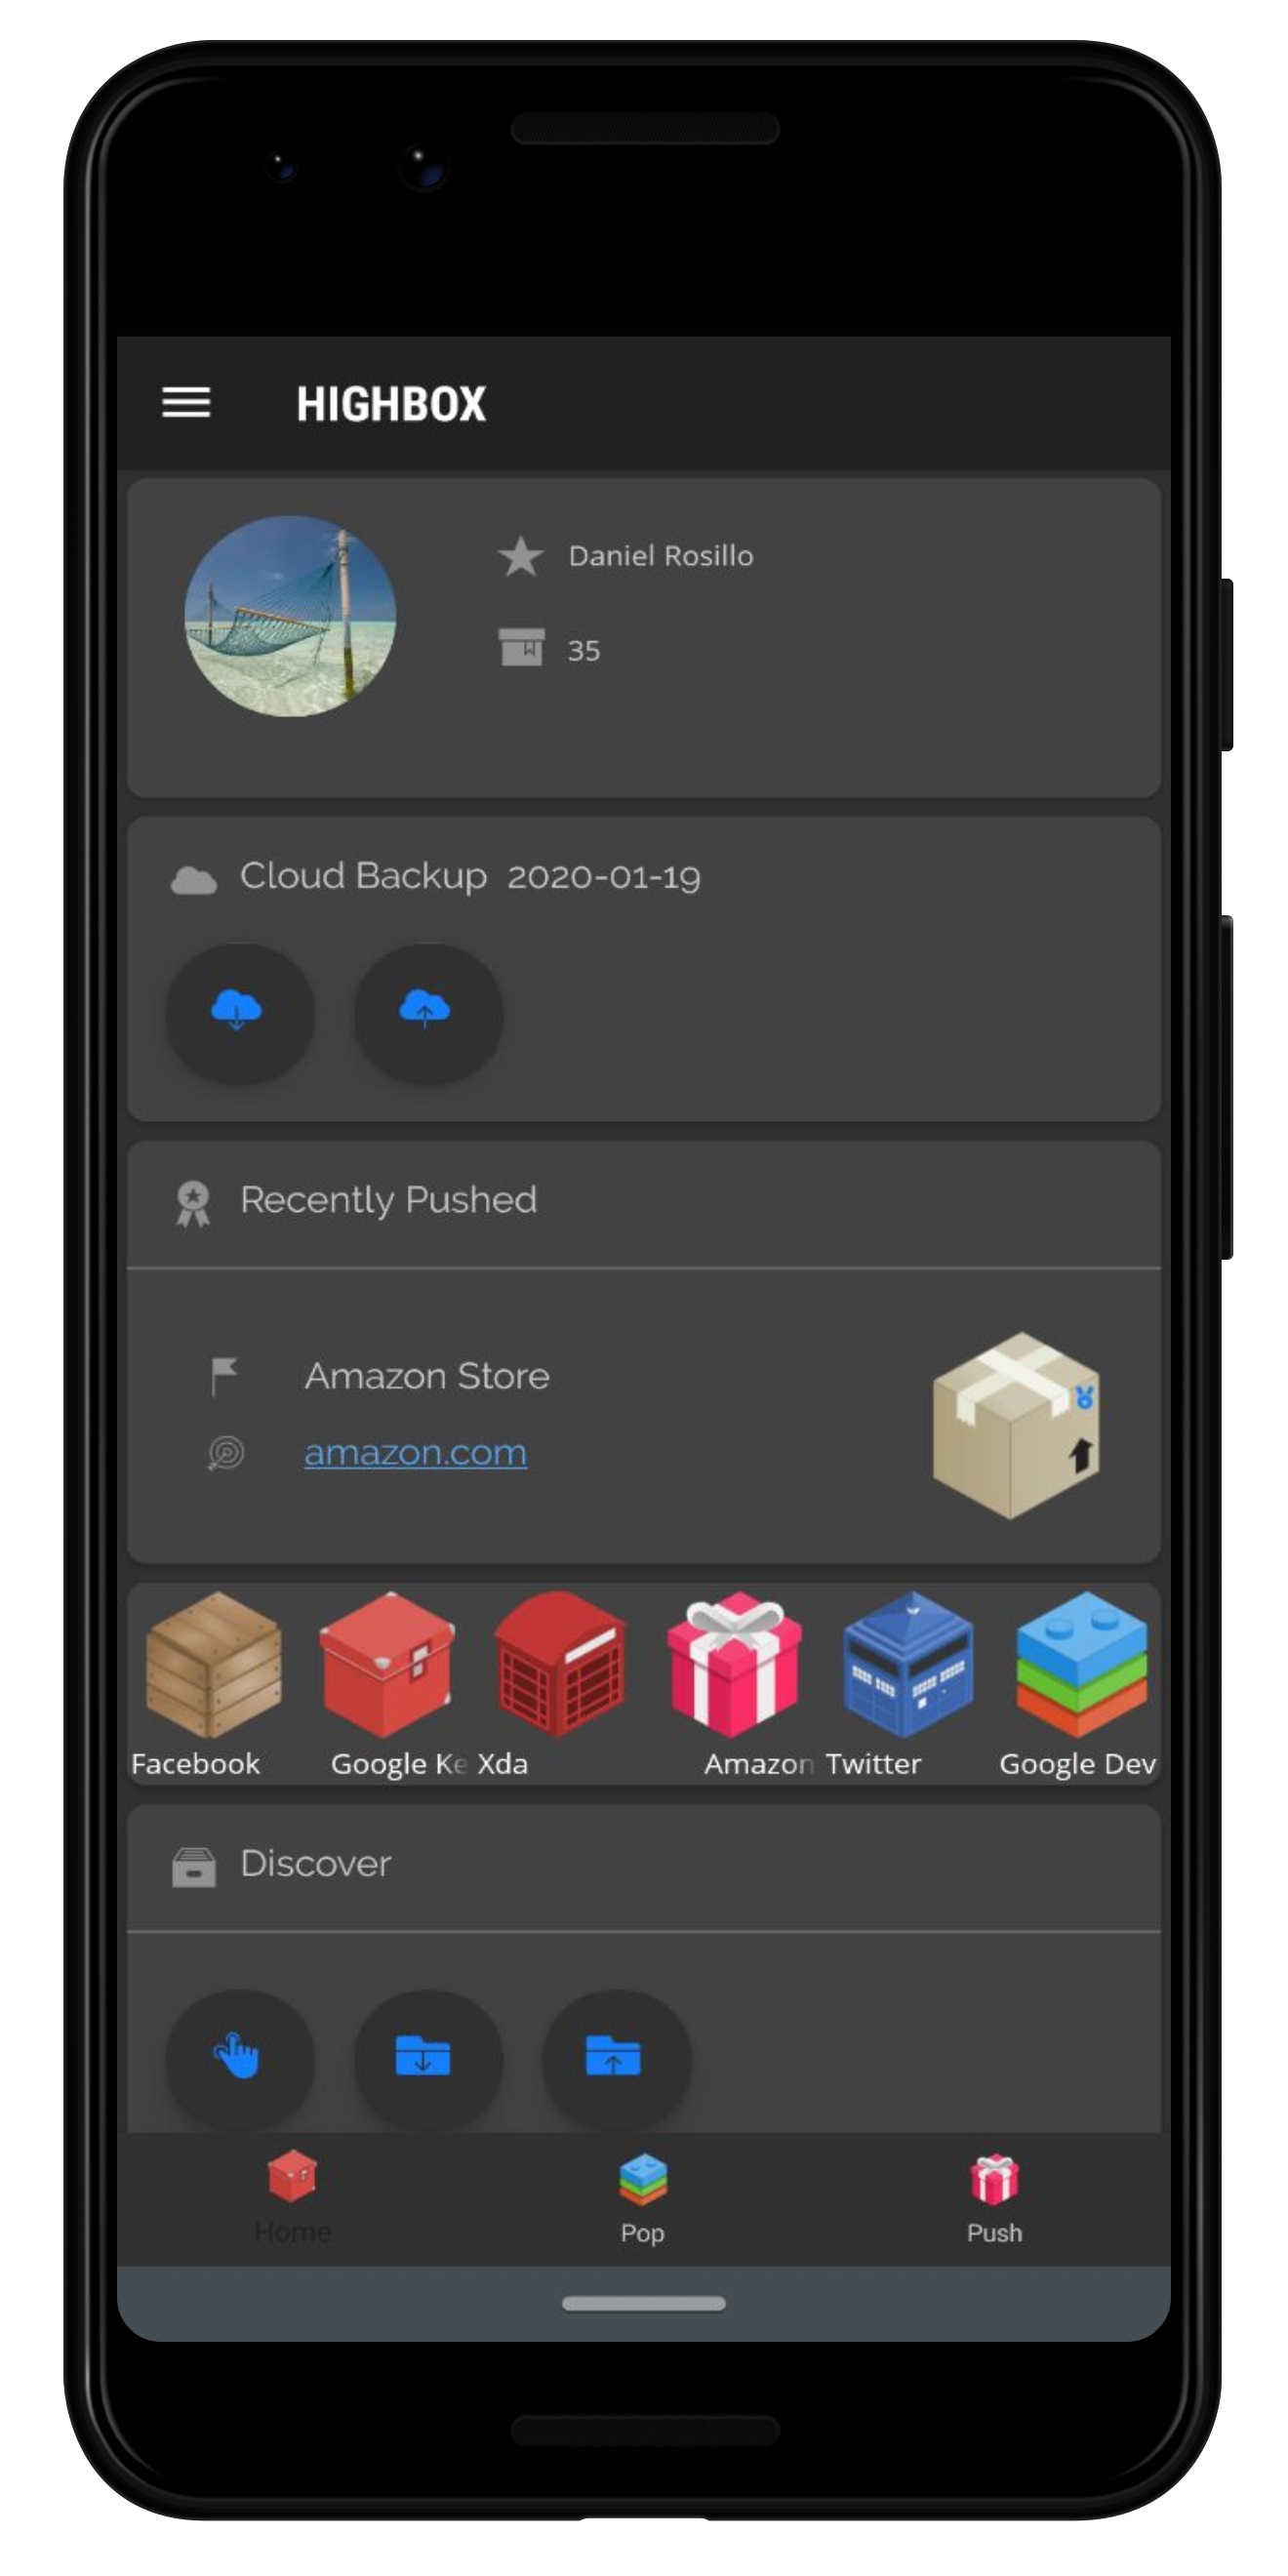 HIGHBOX
Daniel Rosillo
35
Cloud Backup 2020-01-19
Recently Pushed
Amazon Store
amazon.com
Facebook Google Ke Xda Amazon Twitter Google Dev
Discover
Home Pop Push